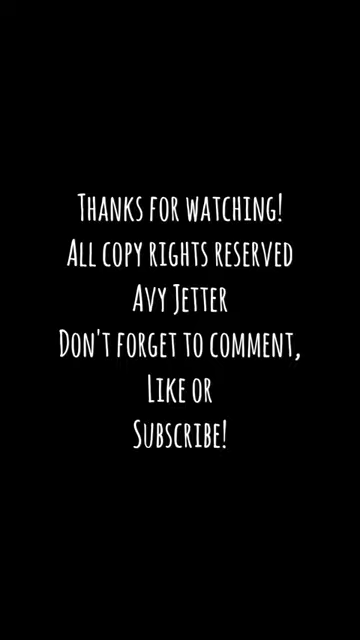 Thanks for watching!
All copy rights reserved
Avy Jetter
Don't forget to comment,
Like or
Subscribe!